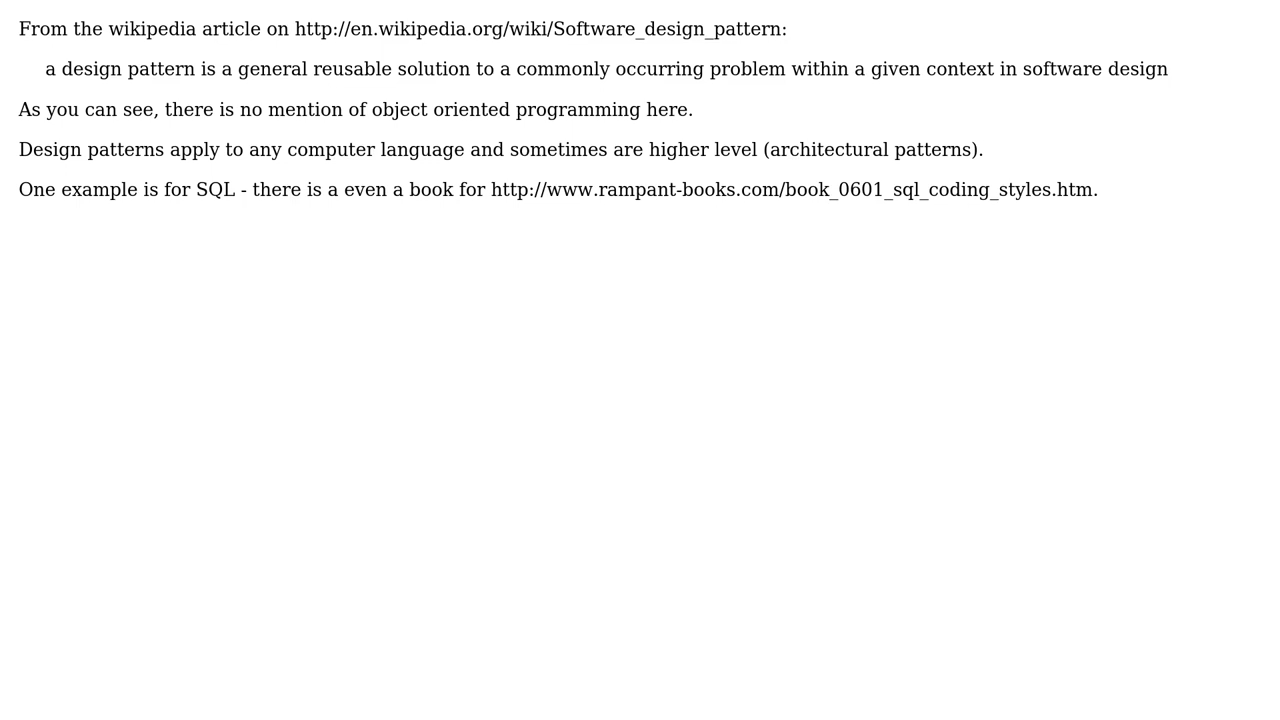 From the wikipedia article on http://en.wikipedia.org/wiki/Software_design_pattern:
a design pattern is a general reusable solution to a commonly occurring problem within a given context in software design
As you can see, there is no mention of object oriented programming here.
Design patterns apply to any computer language and sometimes are higher level (architectural patterns).
One example is for SQL - there is a even a book for http://www.rampant-books.com/book_0601_sql_coding_styles.htm.